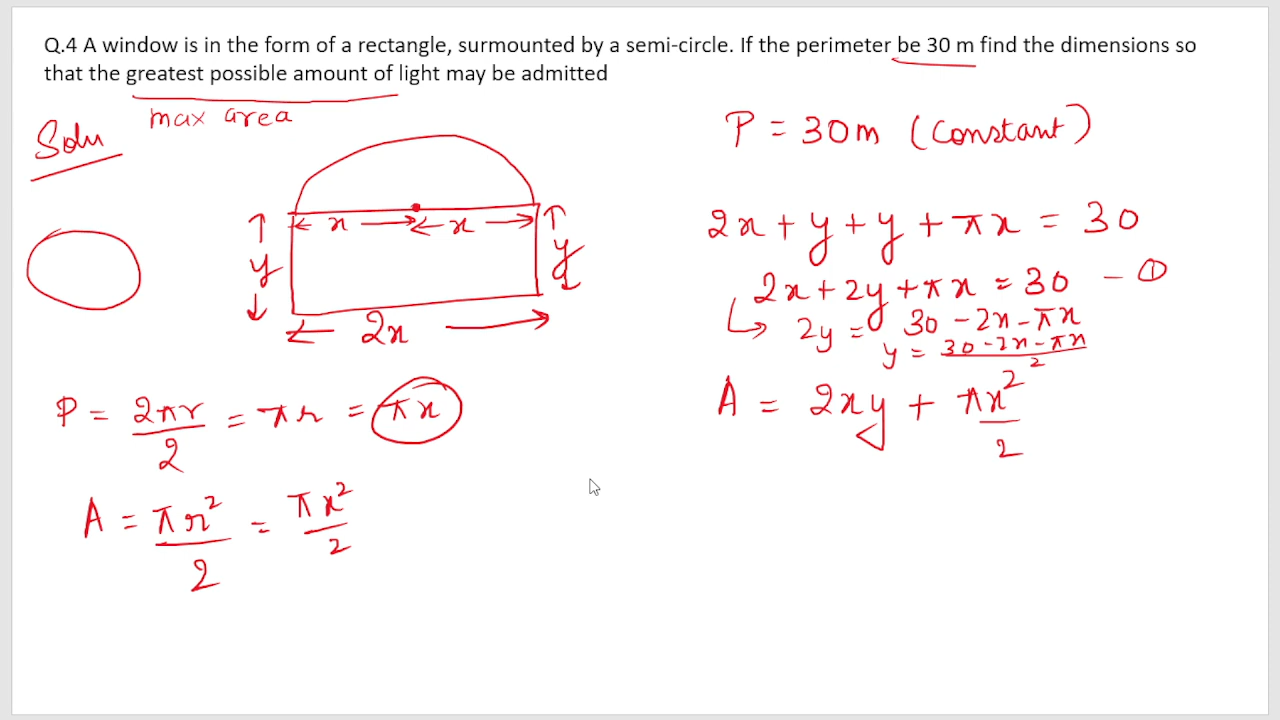 Q.4 A window is in the form of a rectangle, surmounted by a semi-circle. If the perimeter be 30 m find the dimensions so
that the greatest possible amount of light may be admitted
max area
Soln
x x
y y
2x
P = 2πr/2 = πr = πx
A = πr²/2 = πx²/2
P = 30m (Constant)
2x + y + y + πx = 30
2x + 2y + πx = 30 - ①
↳ 2y = 30 - 2x - πx
y = 30 - 2x - πx / 2
A = 2xy + πx²/2